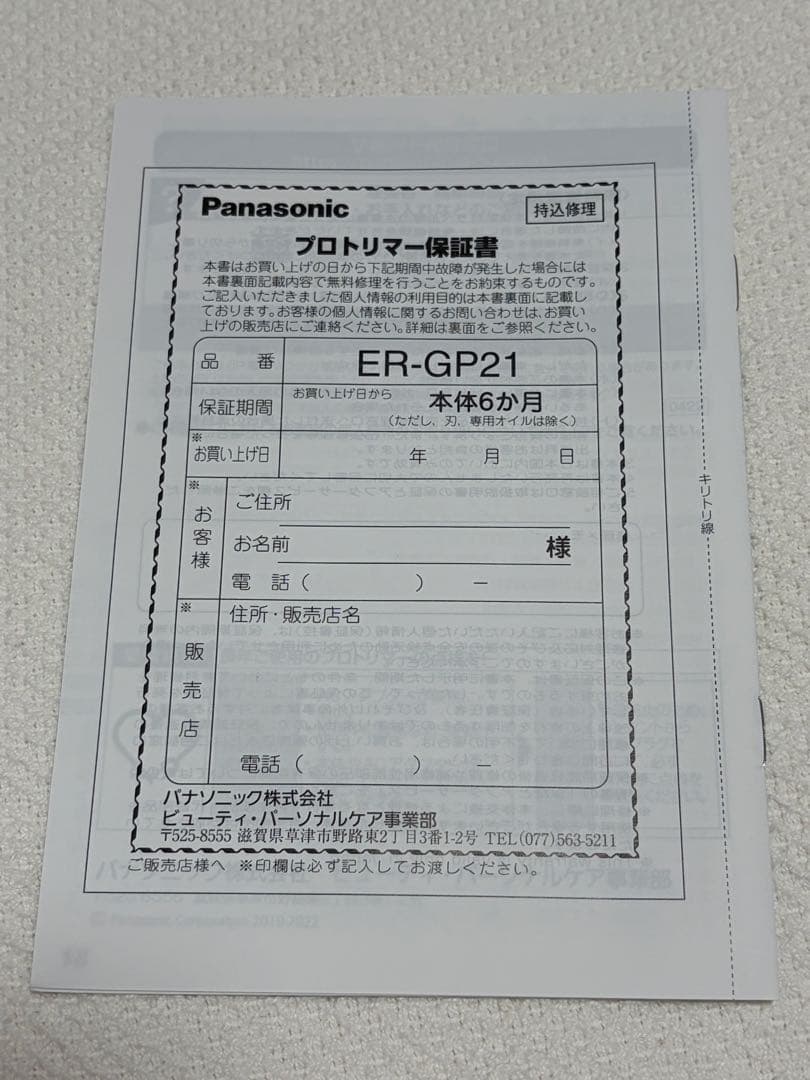 Panasonic
持込修理
プロトリマー保証書
本書はお買い上げの日から下記期間中故障が発生した場合には
本書裏面記載内容で無料修理を行うことをお約束するものです。
ご記入いただきました個人情報の利用目的は本書裏面に記載し
ております。お客様の個人情報に関するお問い合わせは、お買い
上げの販売店にご連絡ください。詳細は裏面をご参照ください。
品 番 ER-GP21
保証期間 お買い上げ日から 本体6か月
(ただし、刃、専用オイルは除く)
※
お買い上げ日 年 月 日
※
お客様
ご住所
お名前 様
電 話( ) −
※
販売店
住所・販売店名
電話( ) −
パナソニック株式会社
ビューティ・パーソナルケア事業部
〒525-8555 滋賀県草津市野路東2丁目3番1-2号 TEL(077)563-5211
ご販売店様へ ※印欄は必ず記入してお渡しください。
キリトリ線